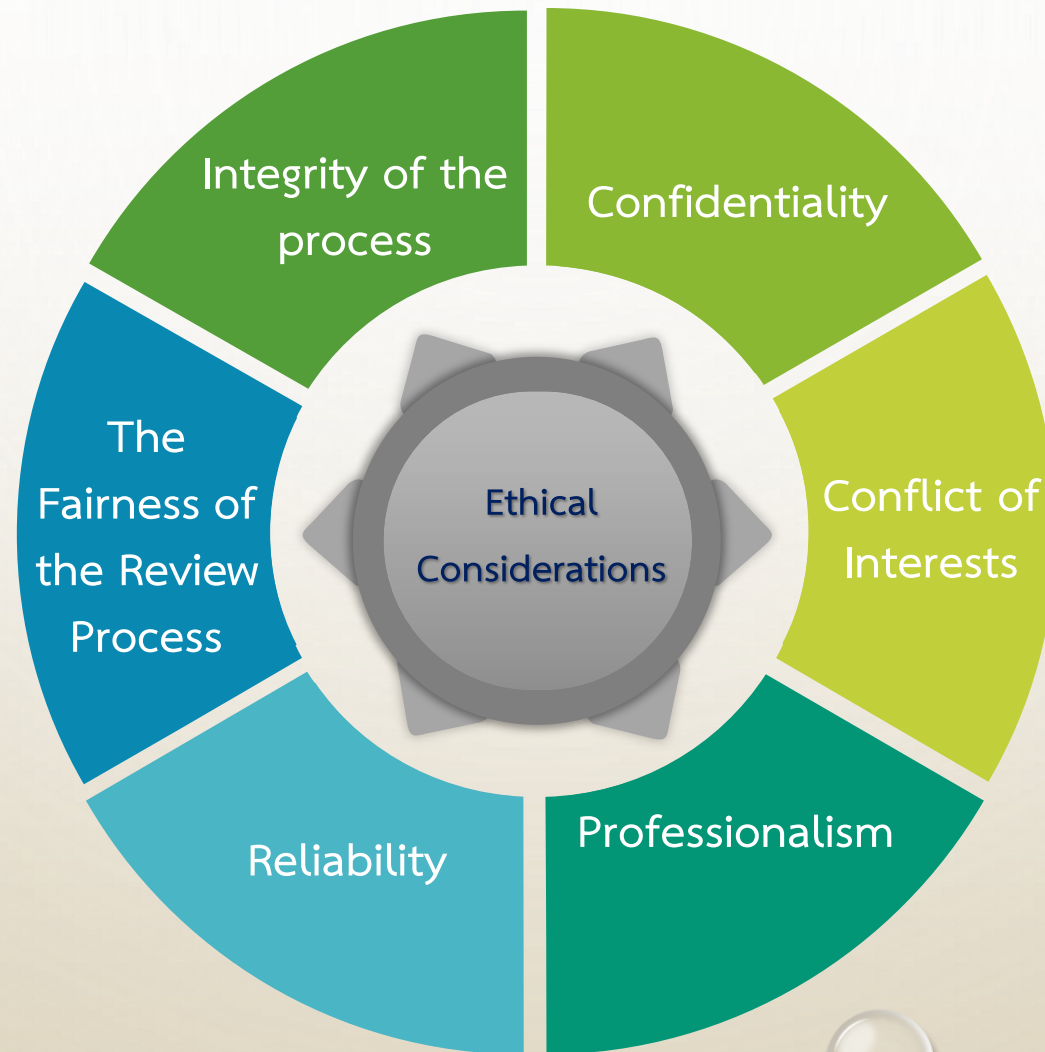 Integrity of the
process
Confidentiality
The
Fairness of
the Review
Process
Ethical
Considerations
Conflict of
Interests
Reliability
Professionalism